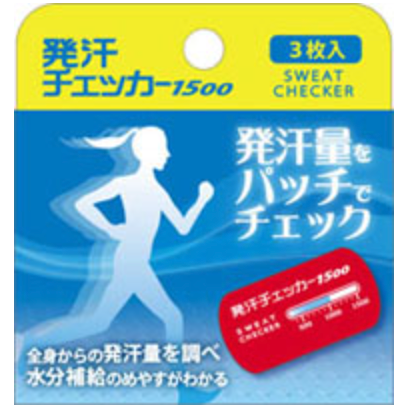 発汗
チェッカー1500
3枚入
SWEAT
CHECKER
発汗量を
パッチで
チェック
発汗チェッカー1500
SWEAT
CHECKER
500 1000 1500
全身からの発汗量を調べ
水分補給のめやすがわかる